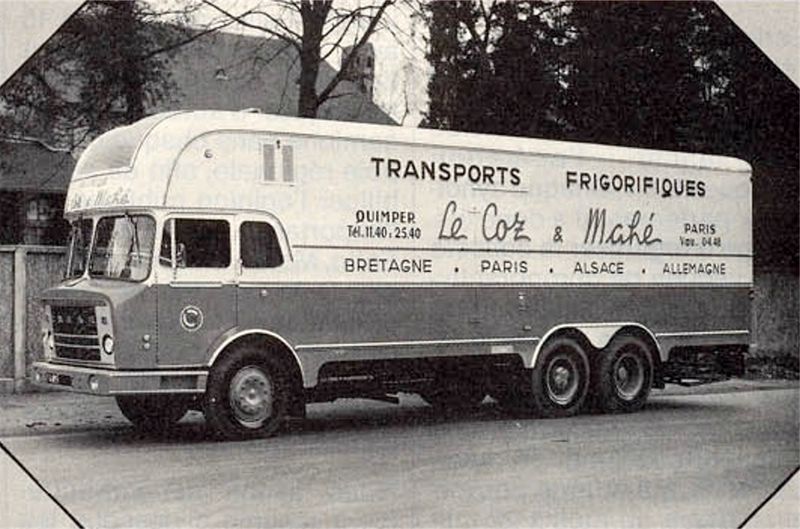 TRANSPORTS FRIGORIFIQUES
QUIMPER
Tél. 11.40 - 25.40
Le Coz & Mahé
PARIS
Vau. 04.48
BRETAGNE . PARIS . ALSACE . ALLEMAGNE
& Mahé